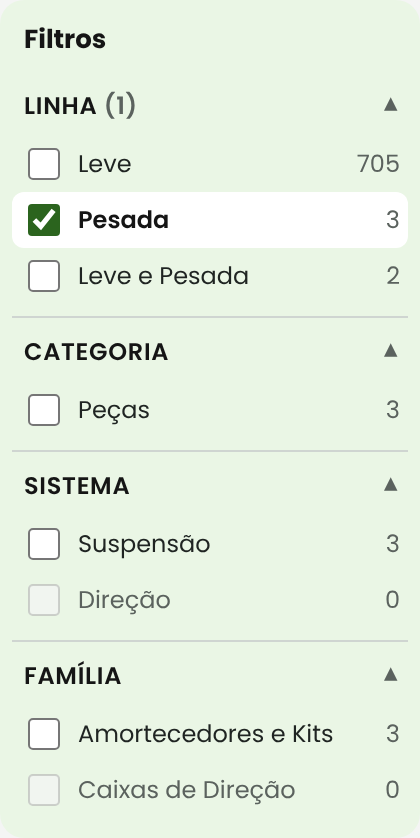 Filtros
LINHA (1) ▲
Leve 705
Pesada 3
Leve e Pesada 2
CATEGORIA ▲
Peças 3
SISTEMA ▲
Suspensão 3
Direção 0
FAMÍLIA ▲
Amortecedores e Kits 3
Caixas de Direção 0